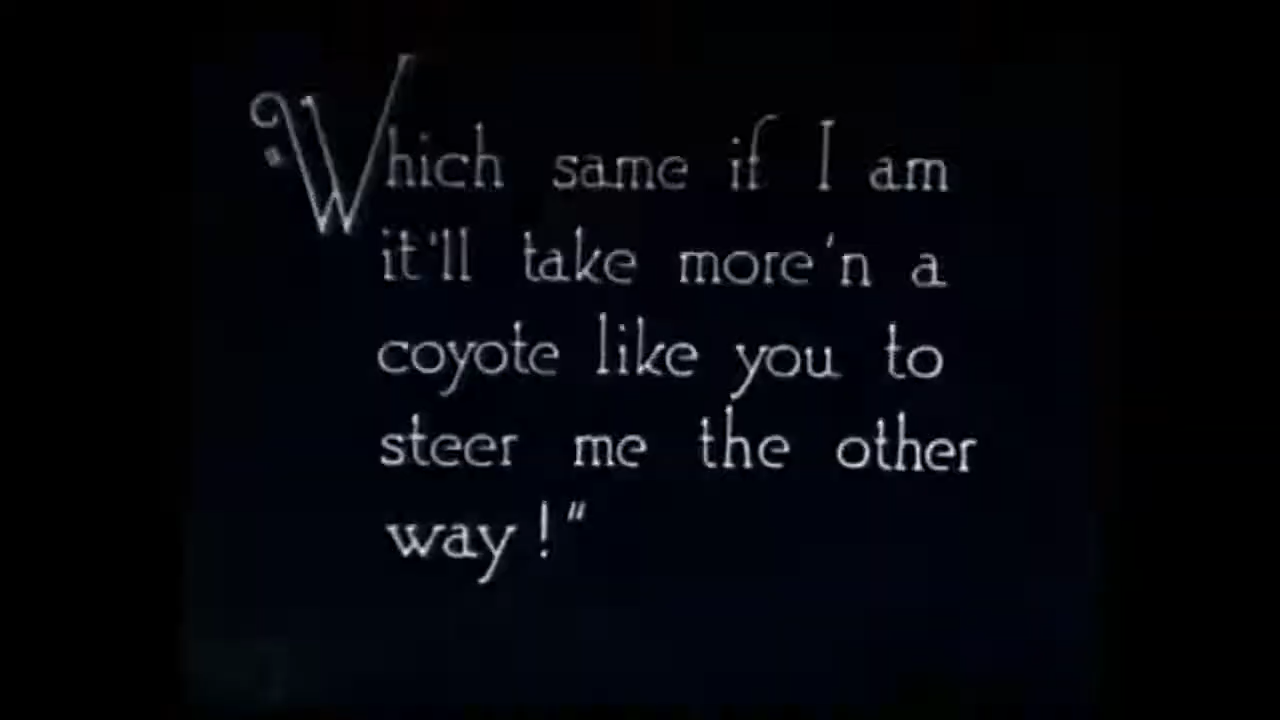 Which same if I am
it'll take more'n a
coyote like you to
steer me the other
way!"